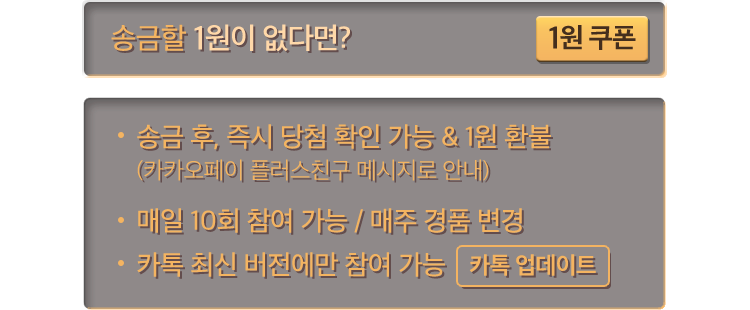 송금할 1원이 없다면? 1원 쿠폰
• 송금 후, 즉시 당첨 확인 가능 & 1원 환불
(카카오페이 플러스친구 메시지로 안내)
• 매일 10회 참여 가능 / 매주 경품 변경
• 카톡 최신 버전에만 참여 가능 카톡 업데이트